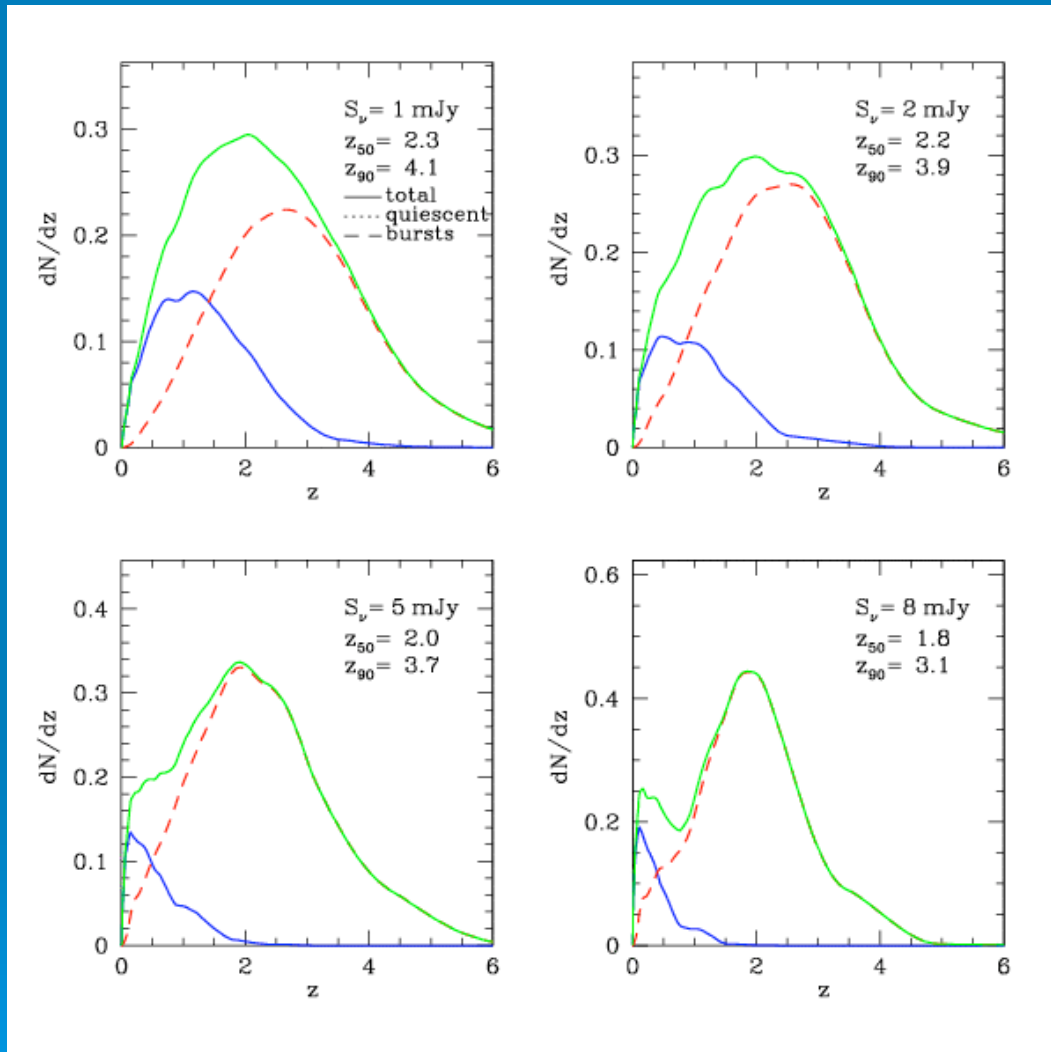 S_ν= 1 mJy
z_50= 2.3
z_90= 4.1
total
quiescent
bursts
dN/dz
0.3
0.2
0.1
0
0 2 4 6
z
S_ν= 2 mJy
z_50= 2.2
z_90= 3.9
dN/dz
0.3
0.2
0.1
0
0 2 4 6
z
S_ν= 5 mJy
z_50= 2.0
z_90= 3.7
dN/dz
0.4
0.3
0.2
0.1
0
0 2 4 6
z
S_ν= 8 mJy
z_50= 1.8
z_90= 3.1
dN/dz
0.6
0.4
0.2
0
0 2 4 6
z